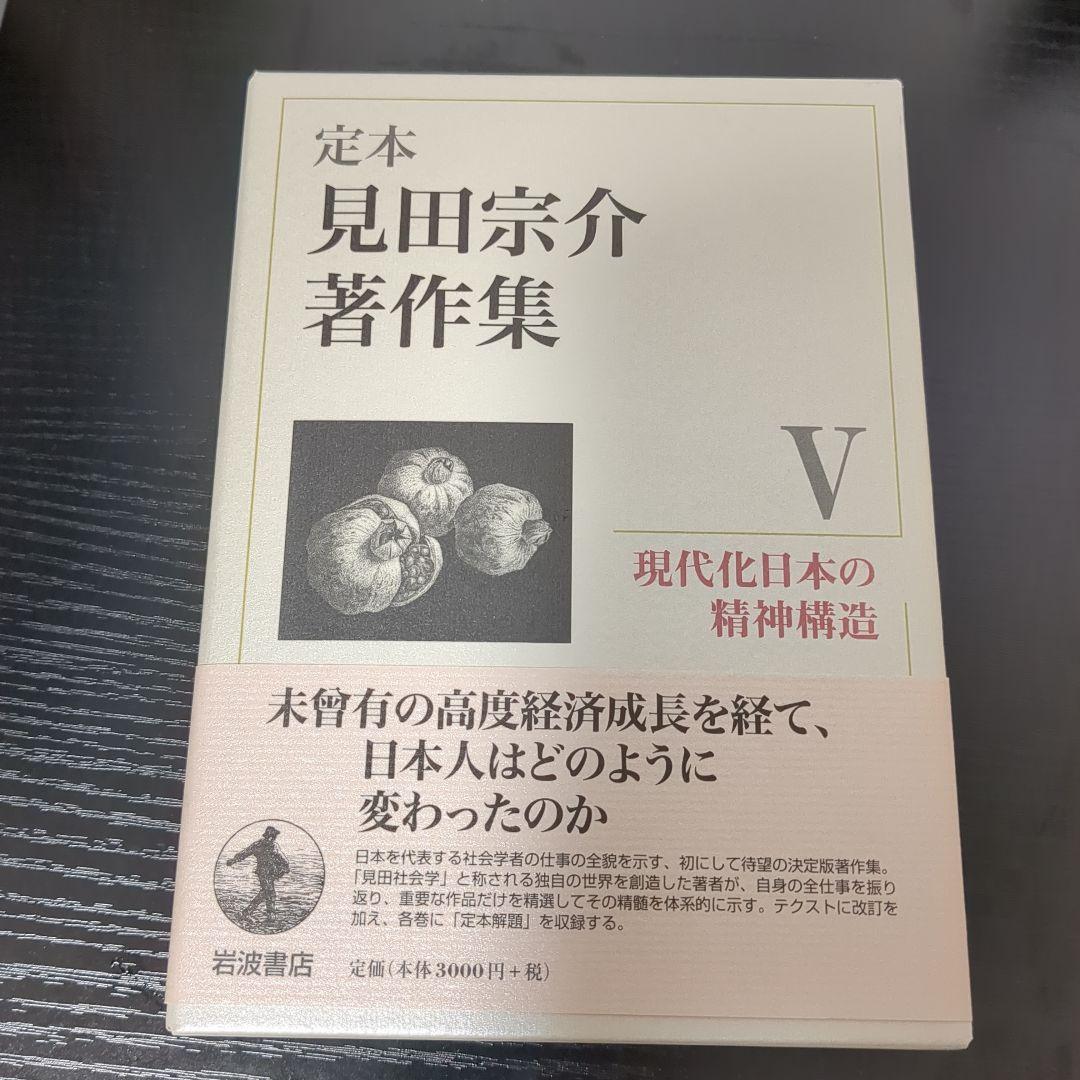 定本
見田宗介
著作集
V
現代化日本の
精神構造
未曾有の高度経済成長を経て、
日本人はどのように
変わったのか
日本を代表する社会学者の仕事の全貌を示す、初にして待望の決定版著作集。
「見田社会学」と称される独自の世界を創造した著者が、自身の全仕事を振り
返り、重要な作品だけを精選してその精髄を体系的に示す。テクストに改訂を
加え、各巻に「定本解題」を収録する。
岩波書店
定価(本体3000円+税)